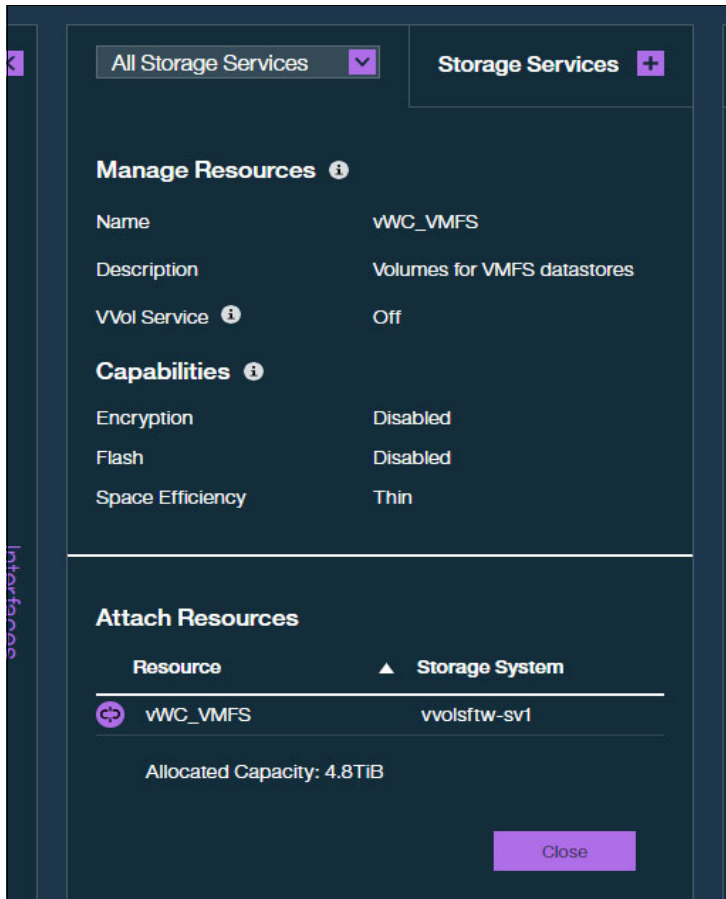 All Storage Services
Storage Services
Manage Resources
Name vWC_VMFS
Description Volumes for VMFS datastores
VVol Service Off
Capabilities
Encryption Disabled
Flash Disabled
Space Efficiency Thin
Interfaces
Attach Resources
Resource Storage System
vWC_VMFS vvolsftw-sv1
Allocated Capacity: 4.8TiB
Close